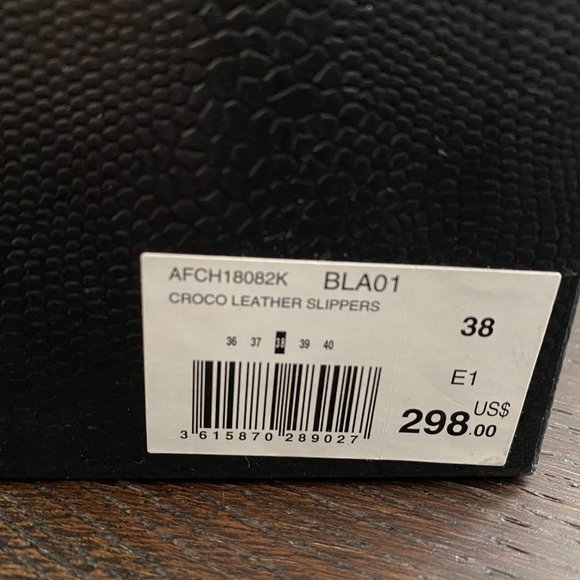 AFCH18082K BLA01
CROCO LEATHER SLIPPERS
36 37 38 39 40
3 615870 289027
38
E1
298.00 US$